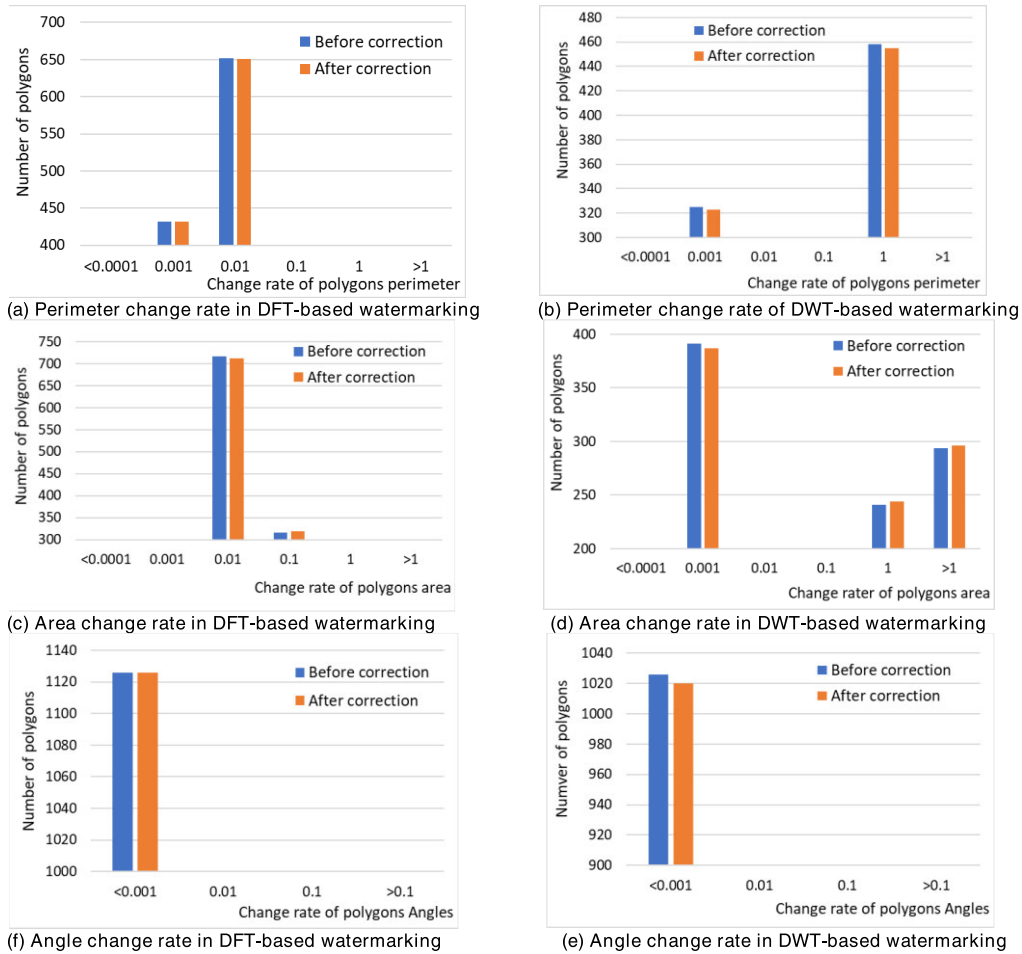 700
650
600
550
500
450
400
Number of polygons
Before correction
After correction
<0.0001 0.001 0.01 0.1 1 >1
Change rate of polygons perimeter
(a) Perimeter change rate in DFT-based watermarking
480
460
440
420
400
380
360
340
320
300
Number of polygons
Before correction
After correction
<0.0001 0.001 0.01 0.1 1 >1
Change rate of polygons perimeter
(b) Perimeter change rate of DWT-based watermarking
750
700
650
600
550
500
450
400
350
300
Number of polygons
Before correction
After correction
<0.0001 0.001 0.01 0.1 1 >1
Change rate of polygons area
(c) Area change rate in DFT-based watermarking
400
350
300
250
200
Number of polygons
Before correction
After correction
<0.0001 0.001 0.01 0.1 1 >1
Change rater of polygons area
(d) Area change rate in DWT-based watermarking
1140
1120
1100
1080
1060
1040
1020
1000
Number of polygons
Before correction
After correction
<0.001 0.01 0.1 >0.1
Change rate of polygons Angles
(f) Angle change rate in DFT-based watermarking
1040
1020
1000
980
960
940
920
900
Numver of polygons
Before correction
After correction
<0.001 0.01 0.1 >0.1
Change rate of polygons Angles
(e) Angle change rate in DWT-based watermarking